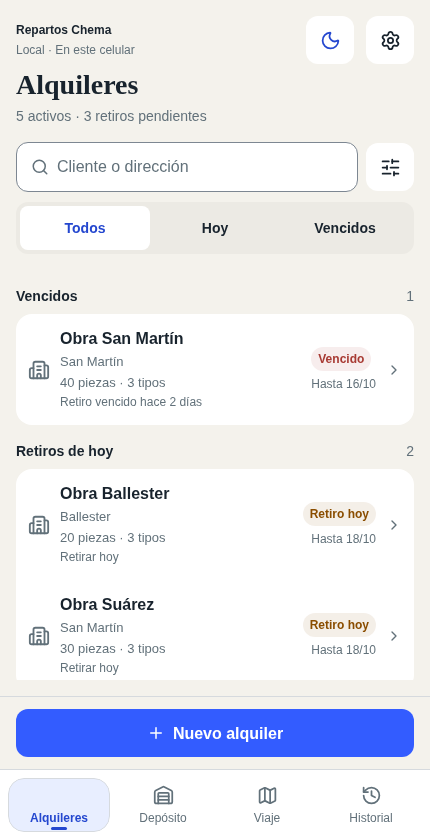 Repartos Chema
Local · En este celular
Alquileres
5 activos · 3 retiros pendientes
Cliente o dirección
Todos
Hoy
Vencidos
Vencidos
1
Obra San Martín
San Martín
40 piezas · 3 tipos
Retiro vencido hace 2 días
Vencido
Hasta 16/10
Retiros de hoy
2
Obra Ballester
Ballester
20 piezas · 3 tipos
Retirar hoy
Retiro hoy
Hasta 18/10
Obra Suárez
San Martín
30 piezas · 3 tipos
Retirar hoy
Retiro hoy
Hasta 18/10
Nuevo alquiler
Alquileres
Depósito
Viaje
Historial